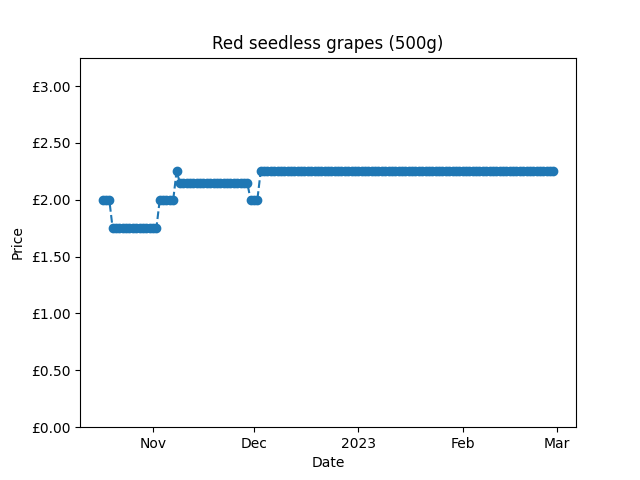 Red seedless grapes (500g)
£3.00
£2.50
£2.00
£1.50
£1.00
£0.50
£0.00
Price
Nov Dec 2023 Feb Mar
Date